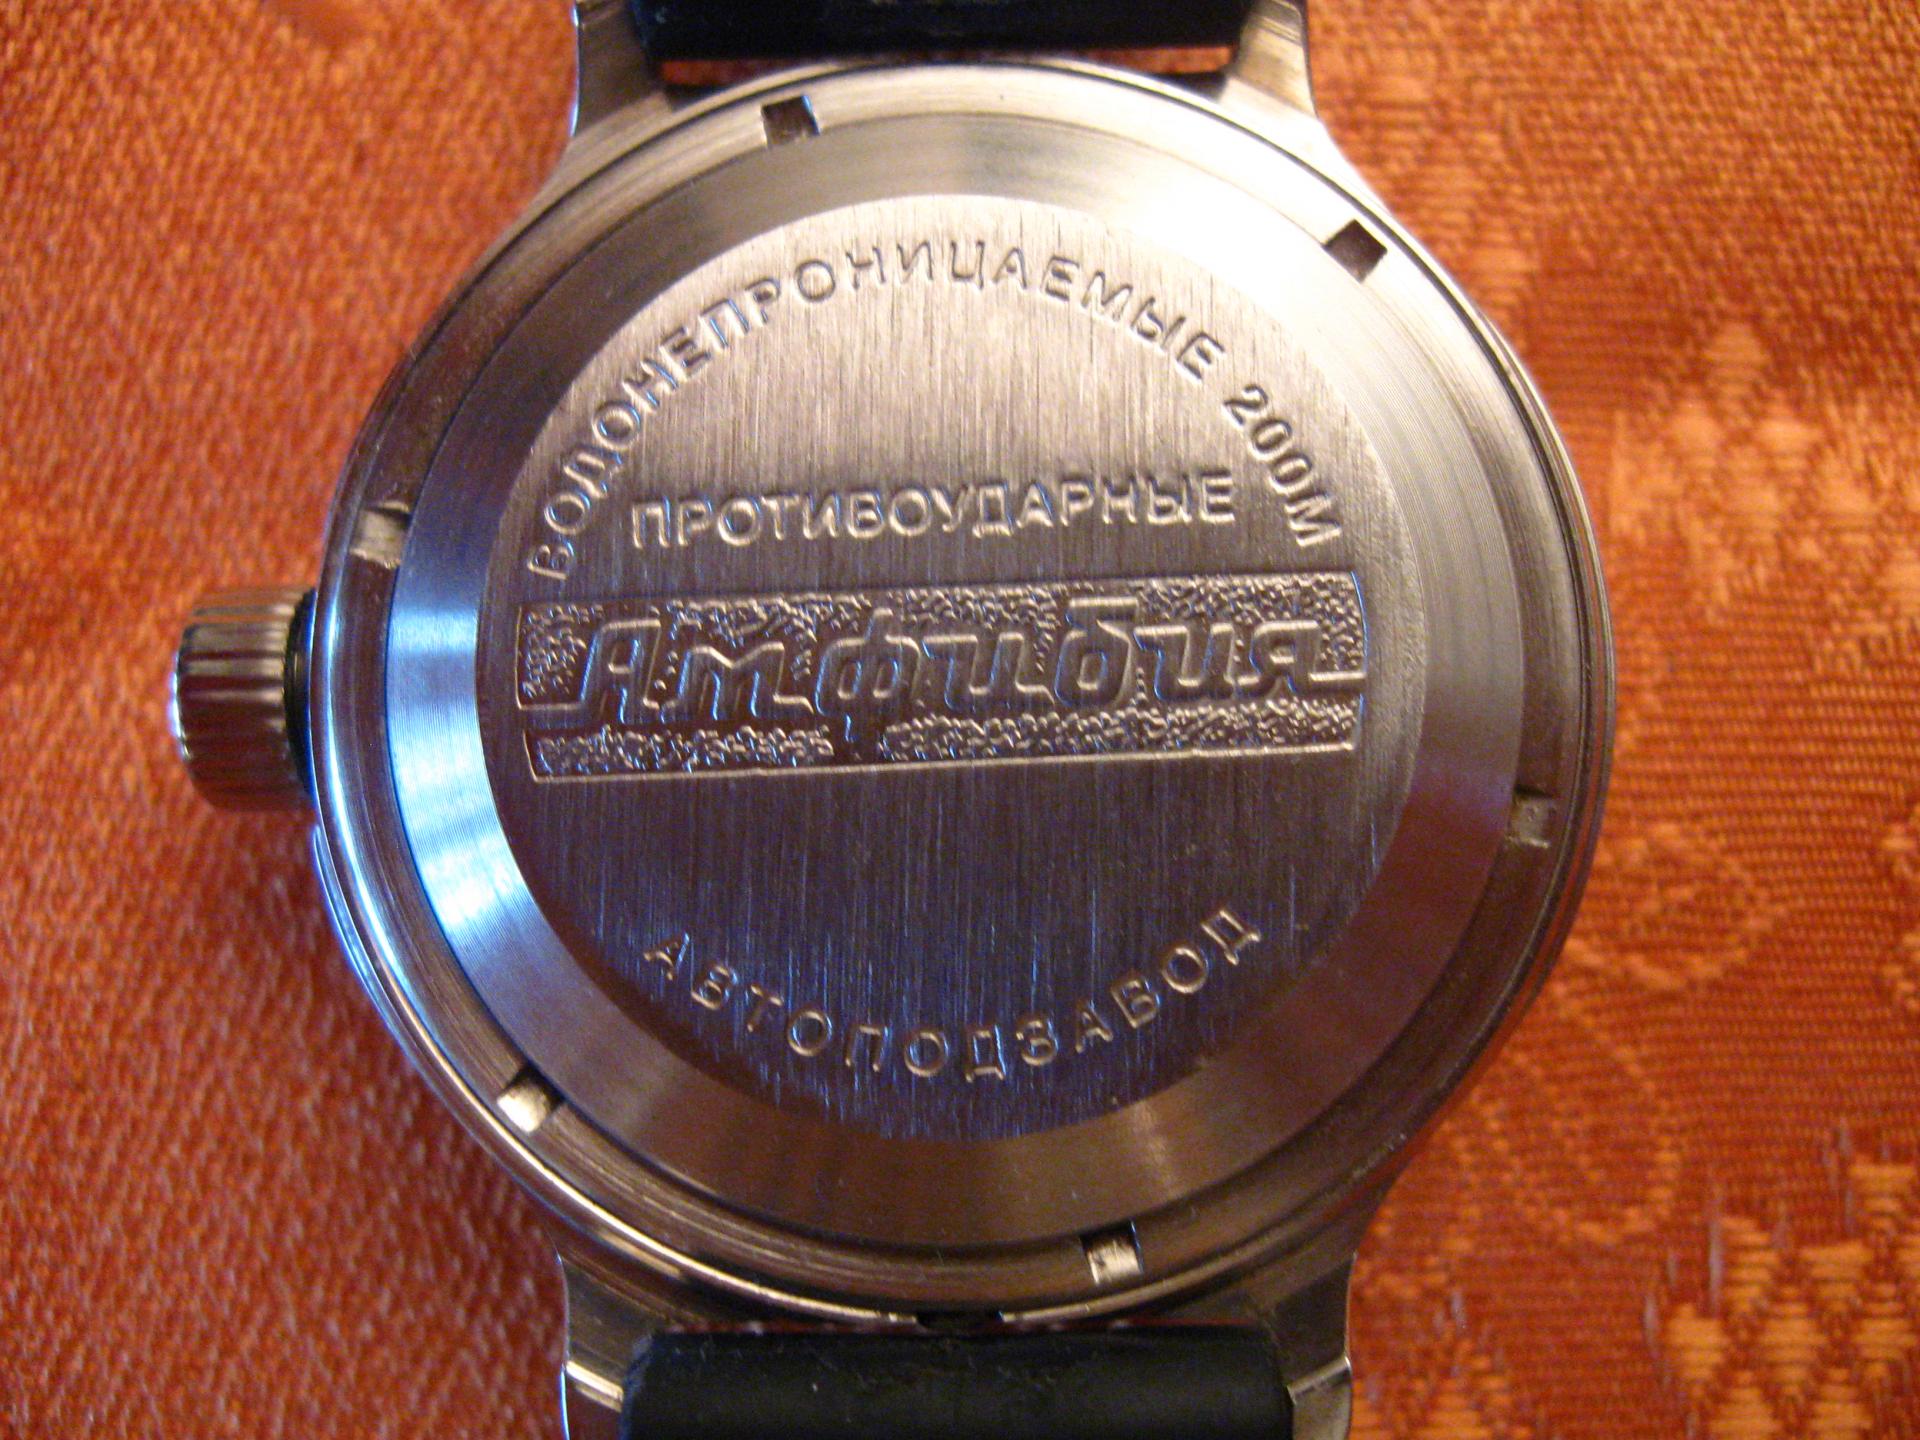 ВОДОНЕПРОНИЦАЕМЫЕ 200М
ПРОТИВОУДАРНЫЕ
Амфибия
АВТОПОДЗАВОД